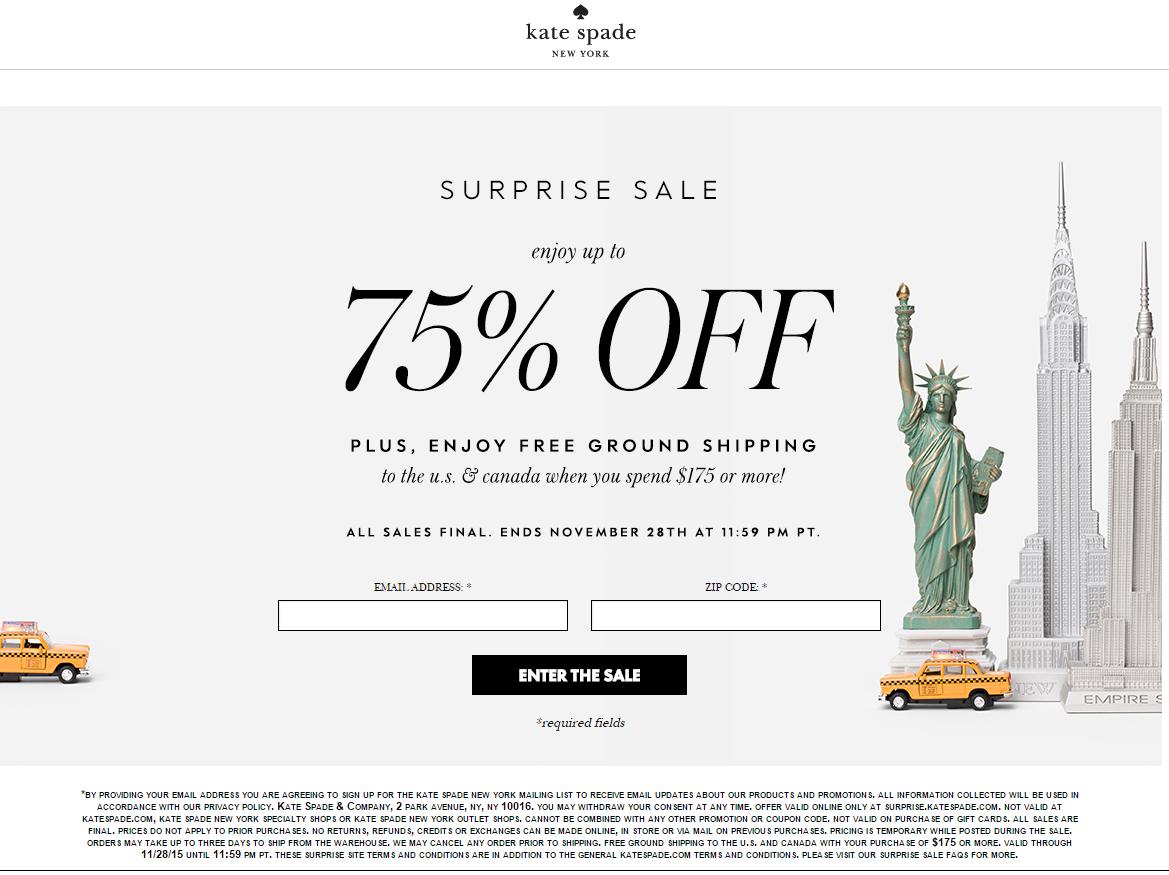 kate spade
NEW YORK
SURPRISE SALE
enjoy up to
75% OFF
PLUS, ENJOY FREE GROUND SHIPPING
to the u.s. & canada when you spend $175 or more!
ALL SALES FINAL. ENDS NOVEMBER 28TH AT 11:59 PM PT.
EMAIL ADDRESS: *
ZIP CODE: *
ENTER THE SALE
*required fields
NEW
EMPIRE S
*BY PROVIDING YOUR EMAIL ADDRESS YOU ARE AGREEING TO SIGN UP FOR THE KATE SPADE NEW YORK MAILING LIST TO RECEIVE EMAIL UPDATES ABOUT OUR PRODUCTS AND PROMOTIONS. ALL INFORMATION COLLECTED WILL BE USED IN
ACCORDANCE WITH OUR PRIVACY POLICY. KATE SPADE & COMPANY, 2 PARK AVENUE, NY, NY 10016. YOU MAY WITHDRAW YOUR CONSENT AT ANY TIME. OFFER VALID ONLINE ONLY AT SURPRISE.KATESPADE.COM. NOT VALID AT
KATESPADE.COM, KATE SPADE NEW YORK SPECIALTY SHOPS OR KATE SPADE NEW YORK OUTLET SHOPS. CANNOT BE COMBINED WITH ANY OTHER PROMOTION OR COUPON CODE. NOT VALID ON PURCHASE OF GIFT CARDS. ALL SALES ARE
FINAL. PRICES DO NOT APPLY TO PRIOR PURCHASES. NO RETURNS, REFUNDS, CREDITS OR EXCHANGES CAN BE MADE ONLINE, IN STORE OR VIA MAIL ON PREVIOUS PURCHASES. PRICING IS TEMPORARY WHILE POSTED DURING THE SALE.
ORDERS MAY TAKE UP TO THREE DAYS TO SHIP FROM THE WAREHOUSE. WE MAY CANCEL ANY ORDER PRIOR TO SHIPPING. FREE GROUND SHIPPING TO THE U.S. AND CANADA WITH YOUR PURCHASE OF $175 OR MORE. VALID THROUGH
11/28/15 UNTIL 11:59 PM PT. THESE SURPRISE SITE TERMS AND CONDITIONS ARE IN ADDITION TO THE GENERAL KATESPADE.COM TERMS AND CONDITIONS. PLEASE VISIT OUR SURPRISE SALE FAQS FOR MORE.